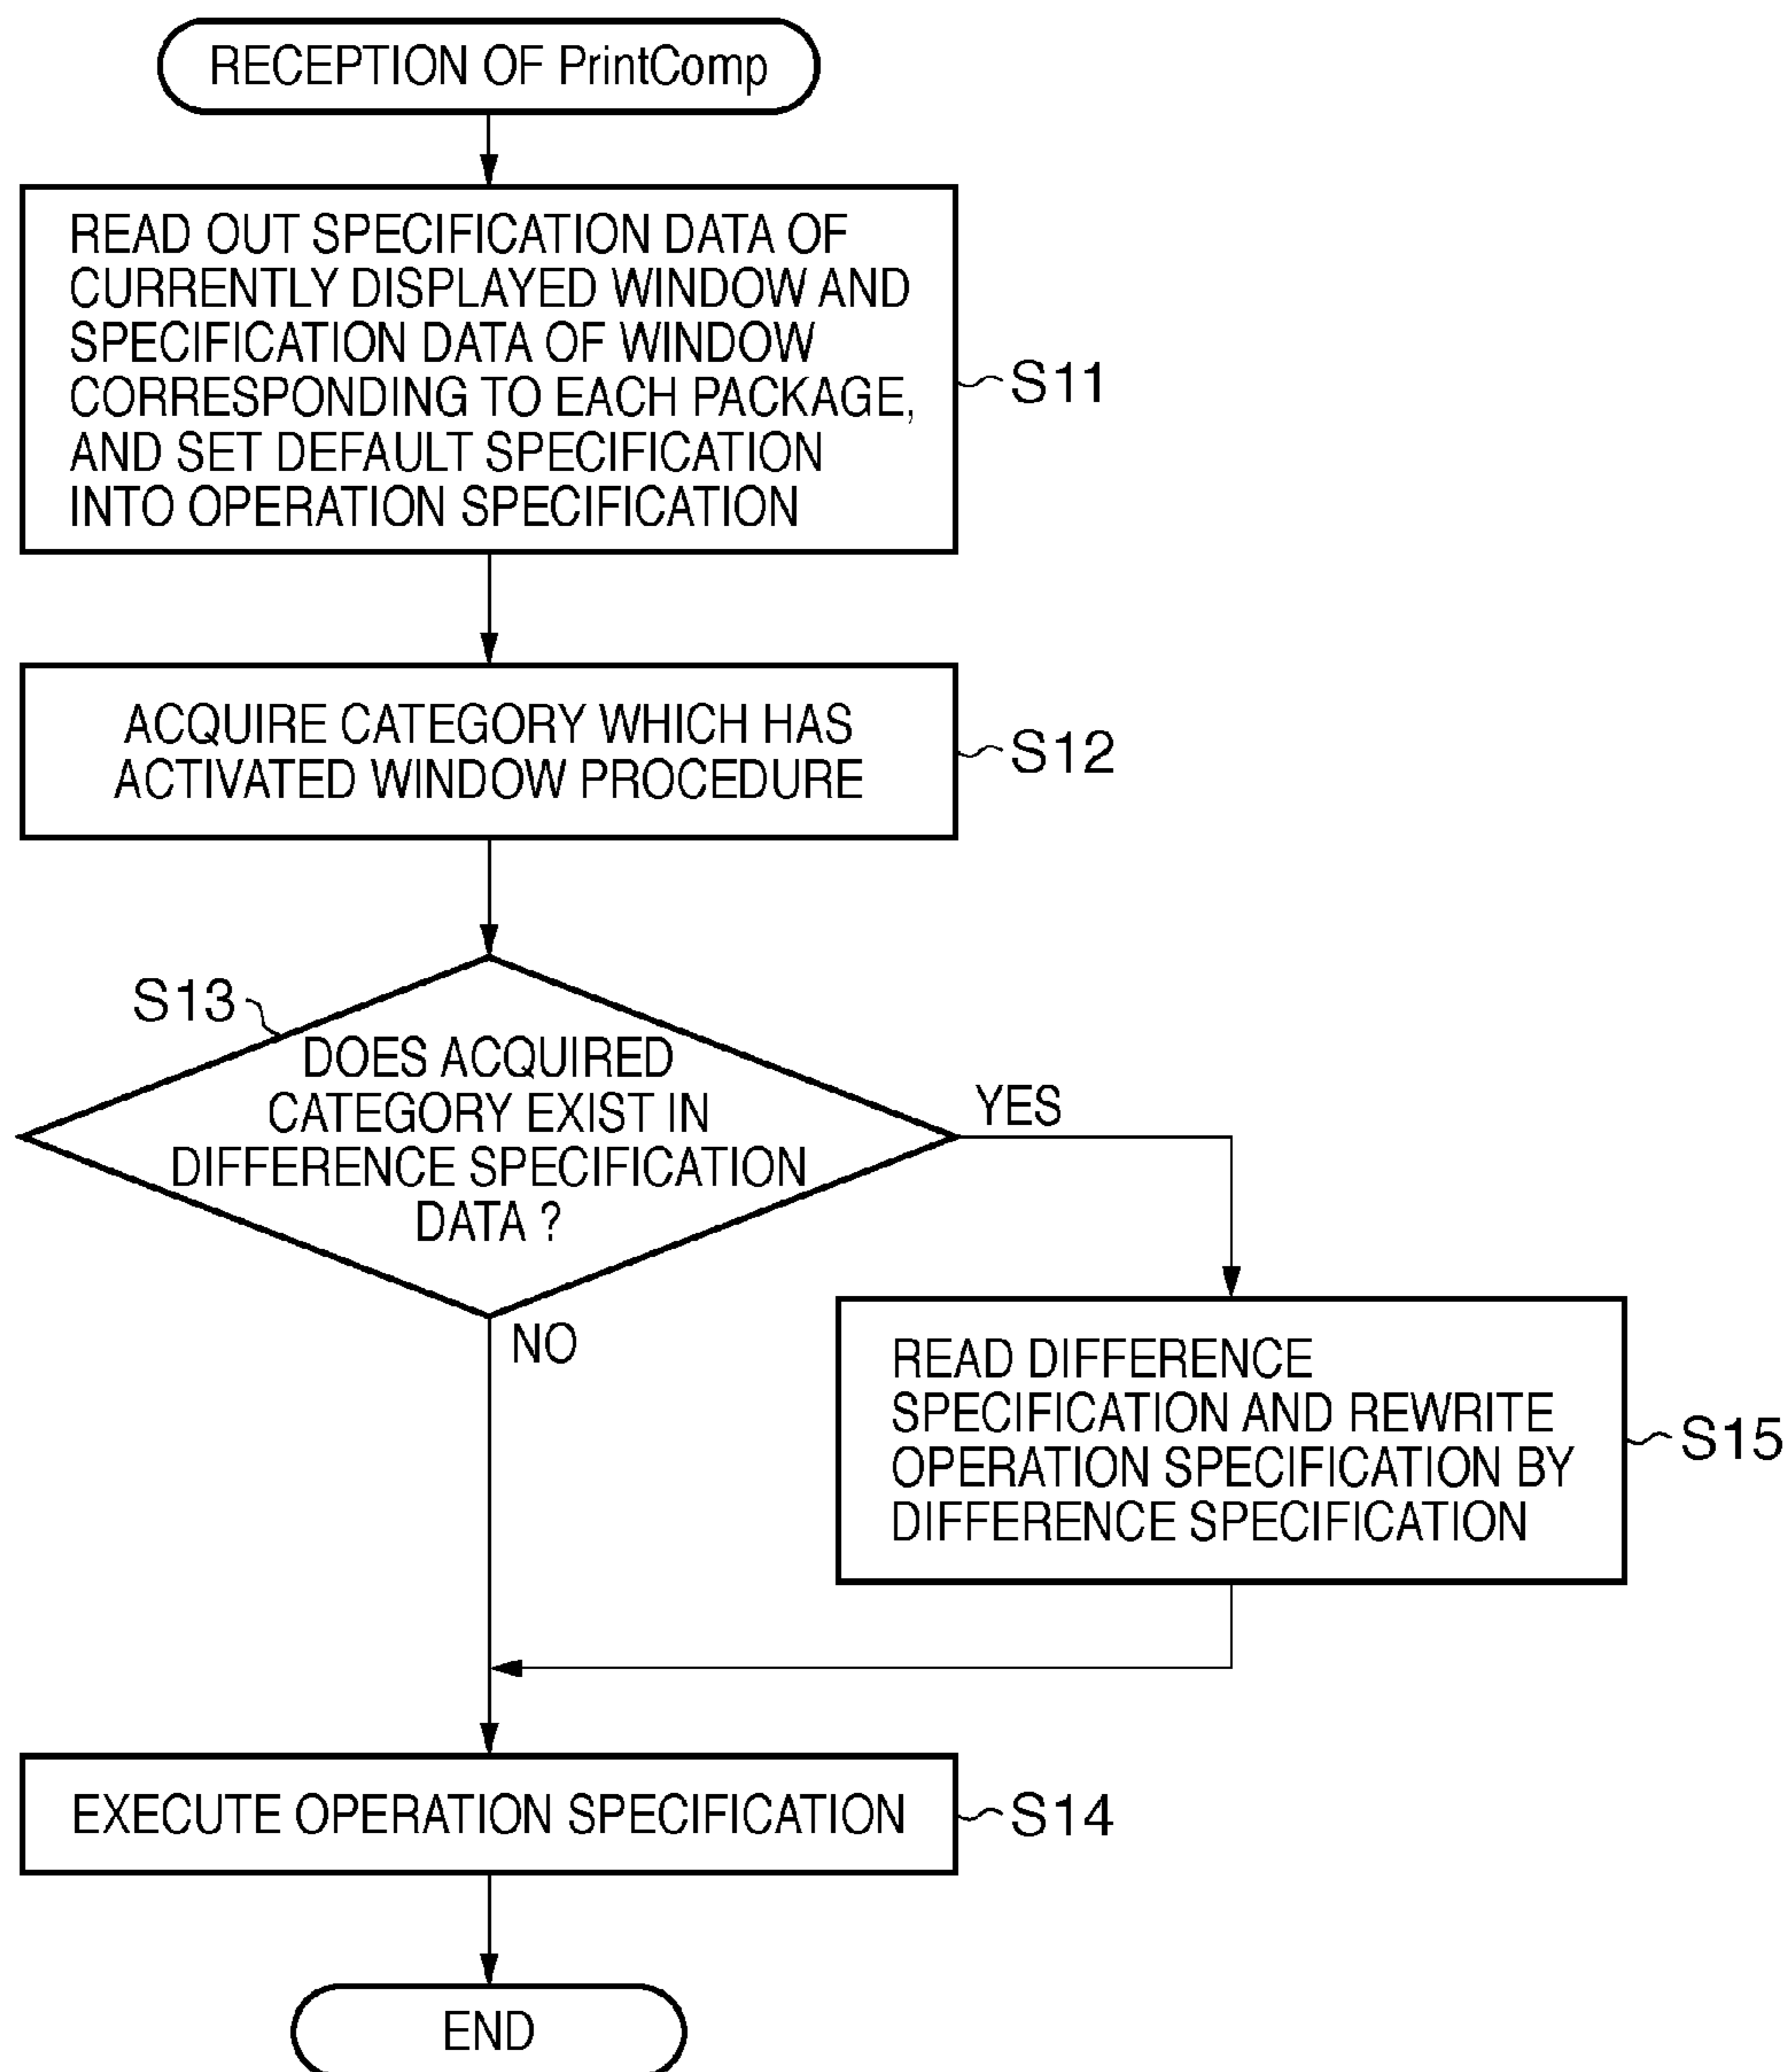 RECEPTION OF PrintComp
READ OUT SPECIFICATION DATA OF
CURRENTLY DISPLAYED WINDOW AND
SPECIFICATION DATA OF WINDOW
CORRESPONDING TO EACH PACKAGE,
AND SET DEFAULT SPECIFICATION
INTO OPERATION SPECIFICATION
S11
ACQUIRE CATEGORY WHICH HAS
ACTIVATED WINDOW PROCEDURE
S12
S13
DOES ACQUIRED
CATEGORY EXIST IN
DIFFERENCE SPECIFICATION
DATA ?
YES
NO
READ DIFFERENCE
SPECIFICATION AND REWRITE
OPERATION SPECIFICATION BY
DIFFERENCE SPECIFICATION
S15
EXECUTE OPERATION SPECIFICATION
S14
END